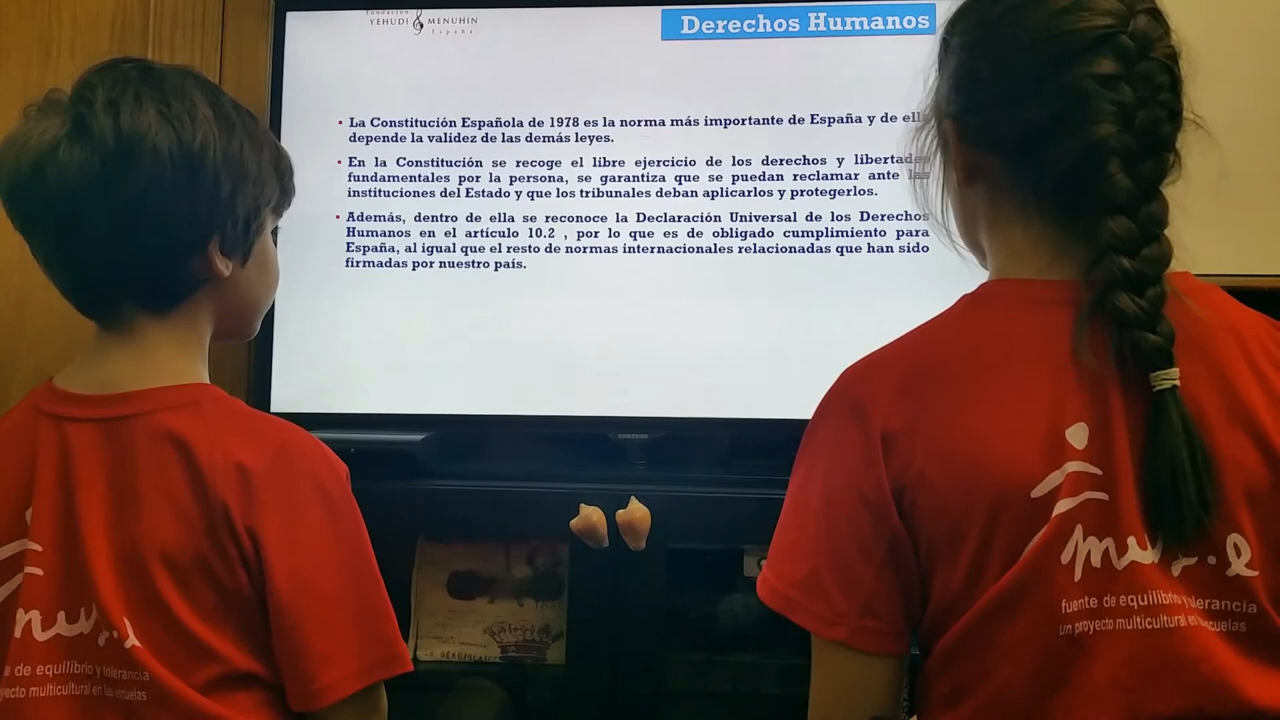 YEHUDI MENUHIN
España
Derechos Humanos
▪ La Constitución Española de 1978 es la norma más importante de España y de ella
depende la validez de las demás leyes.
▪ En la Constitución se recoge el libre ejercicio de los derechos y libertades
fundamentales por la persona, se garantiza que se puedan reclamar ante las
instituciones del Estado y que los tribunales deban aplicarlos y protegerlos.
▪ Además, dentro de ella se reconoce la Declaración Universal de los Derechos
Humanos en el artículo 10.2 , por lo que es de obligado cumplimiento para
España, al igual que el resto de normas internacionales relacionadas que han sido
firmadas por nuestro país.
SAMSUNG
fuente de equilibrio tolerancia
un proyecto multicultural en escuelas
e de equilibrio y tolerancia
yecto multicultural en las escuelas